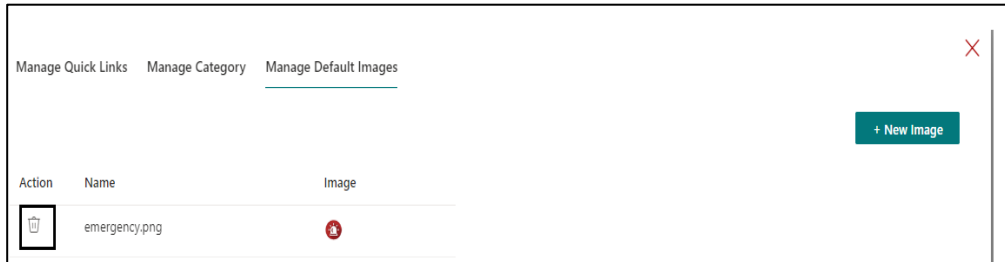 Manage Quick Links Manage Category Manage Default Images
+ New Image
Action Name Image
emergency.png